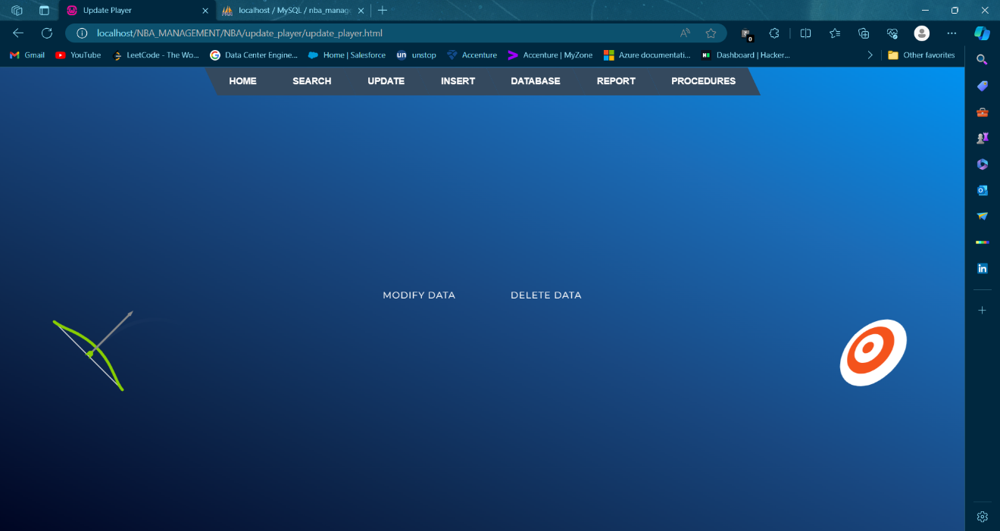 Update Player
localhost / MySQL / nba_manag
localhost/NBA_MANAGEMENT/NBA/update_player/update_player.html
0
Gmail YouTube LeetCode - The Wo... Data Center Engine... Home | Salesforce un unstop Accenture Accenture | MyZone Azure documentati... Dashboard | Hacker... Other favorites
HOME SEARCH UPDATE INSERT DATABASE REPORT PROCEDURES
MODIFY DATA DELETE DATA